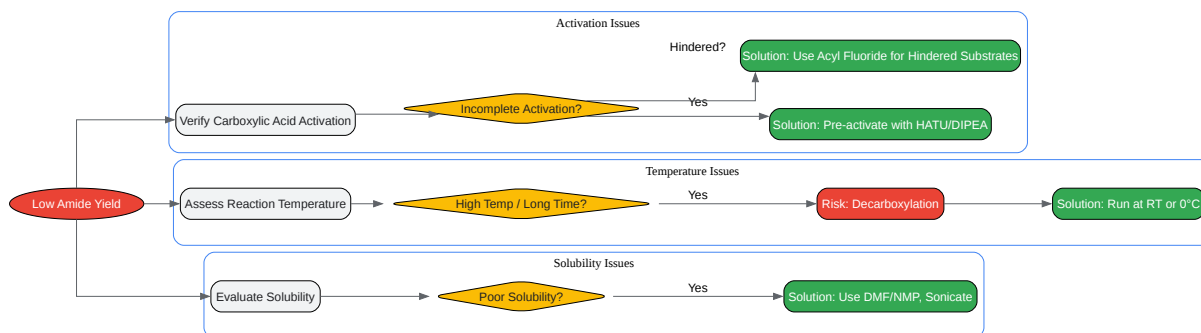 Activation Issues
Hindered?
Solution: Use Acyl Fluoride for Hindered Substrates
Verify Carboxylic Acid Activation
Incomplete Activation?
Yes
Solution: Pre-activate with HATU/DIPEA
Temperature Issues
Low Amide Yield
Assess Reaction Temperature
High Temp / Long Time?
Yes
Risk: Decarboxylation
Solution: Run at RT or 0°C
Solubility Issues
Evaluate Solubility
Poor Solubility?
Yes
Solution: Use DMF/NMP, Sonicate